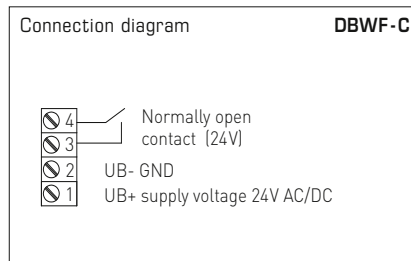 Connection diagram DBWF-C
4 Normally open
3 contact (24V)
2 UB- GND
1 UB+ supply voltage 24V AC/DC